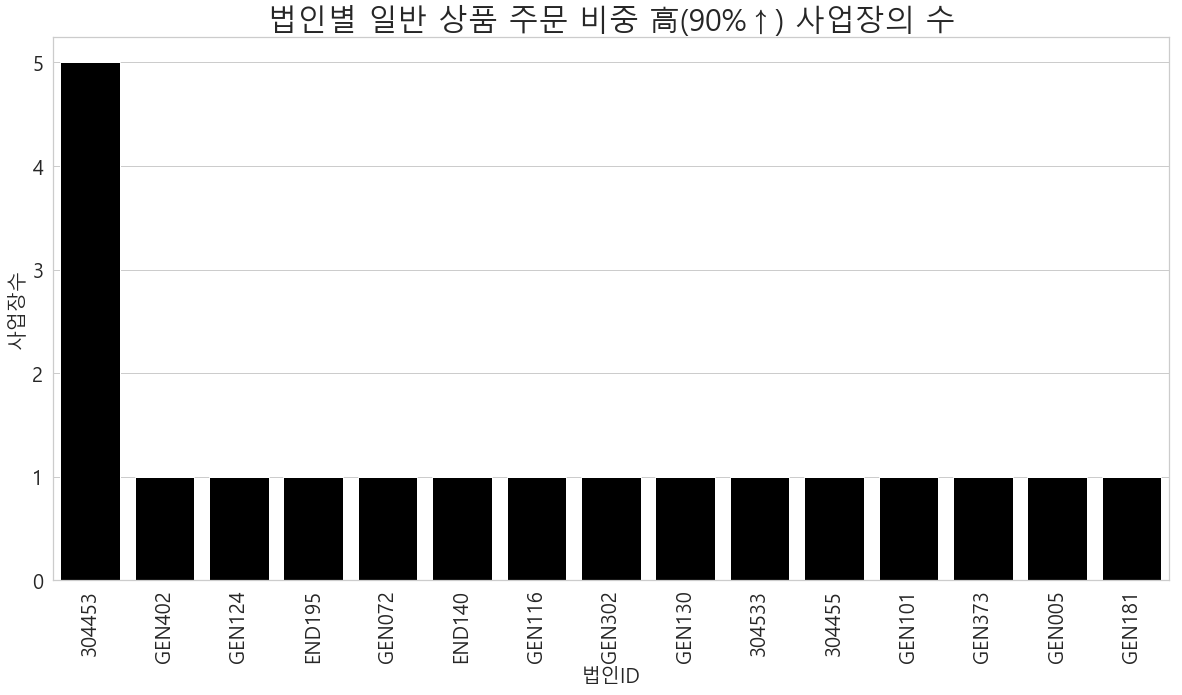 법인별 일반 상품 주문 비중 高(90%↑) 사업장의 수
사업장수
5
4
3
2
1
0
304453
GEN402
GEN124
END195
GEN072
END140
GEN116
GEN302
GEN130
304533
304455
GEN101
GEN373
GEN005
GEN181
법인ID